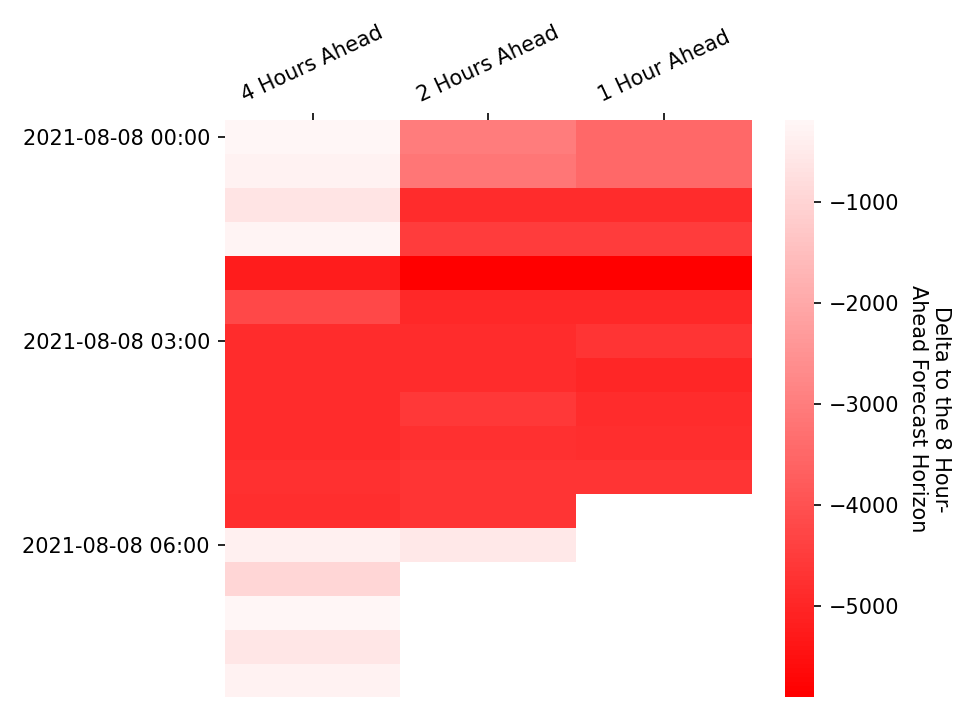 4 Hours Ahead
2 Hours Ahead
1 Hour Ahead
2021-08-08 00:00
2021-08-08 03:00
2021-08-08 06:00
−1000
−2000
−3000
−4000
−5000
Delta to the 8 Hour-
Ahead Forecast Horizon